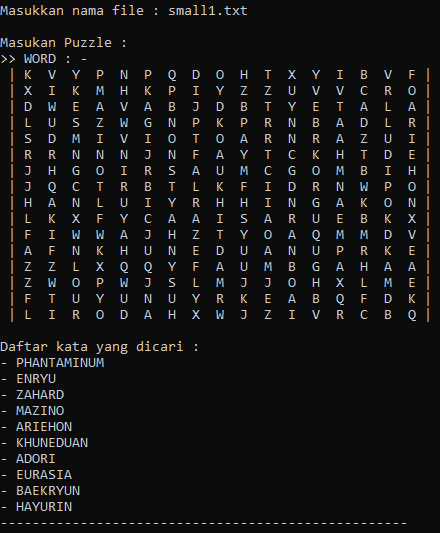 Masukkan nama file : small1.txt
Masukan Puzzle :
>> WORD : -
| K V Y P N P Q D O H T X Y I B V F |
| X I K M H K P I Y Z Z U V V C R O |
| D W E A V A B J D B T Y E T A L A |
| L U S Z W G N P K P R N B A D L R |
| S D M I V I O T O A R N R A Z U I |
| R R N N N J N F A Y T C K H T D E |
| J H G O I R S A U M C G O M B I H |
| J Q C T R B T L K F I D R N W P O |
| H A N L U I Y R H H I N G A K O N |
| L K X F Y C A A I S A R U E B K X |
| F I W W A J H Z T Y O A Q M M D V |
| A F N K H U N E D U A N U P R K E |
| Z Z L X Q Q Y F A U M B G A H A A |
| Z W O P W J S L M J J O H X L M E |
| F T U Y U N U Y R K E A B Q F D K |
| L I R O D A H X W J Z I V R C B Q |
Daftar kata yang dicari :
- PHANTAMINUM
- ENRYU
- ZAHARD
- MAZINO
- ARIEHON
- KHUNEDUAN
- ADORI
- EURASIA
- BAEKRYUN
- HAYURIN
---------------------------------------------------